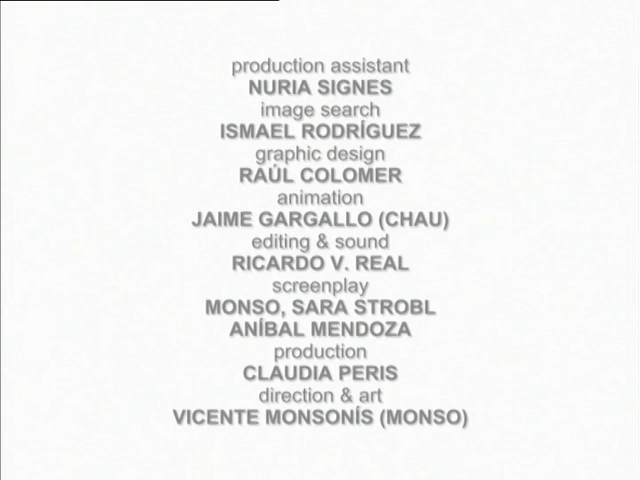 production assistant
NURIA SIGNES
image search
ISMAEL RODRÍGUEZ
graphic design
RAÚL COLOMER
animation
JAIME GARGALLO (CHAU)
editing & sound
RICARDO V. REAL
screenplay
MONSO, SARA STROBL
ANÍBAL MENDOZA
production
CLAUDIA PERIS
direction & art
VICENTE MONSONÍS (MONSO)